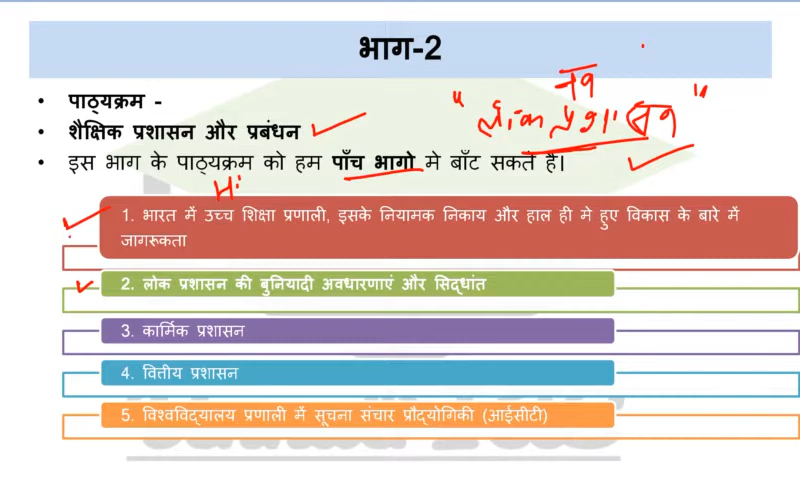 भाग-2
• पाठ्यक्रम -
• शैक्षिक प्रशासन और प्रबंधन
"लोक प्रशासन"
• इस भाग के पाठ्यक्रम को हम पाँच भागो मे बाँट सकते है।
1. भारत में उच्च शिक्षा प्रणाली, इसके नियामक निकाय और हाल ही मे हुए विकास के बारे में
जागरूकता
2. लोक प्रशासन की बुनियादी अवधारणाएं और सिद्धांत
3. कार्मिक प्रशासन
4. वित्तीय प्रशासन
5. विश्वविद्यालय प्रणाली में सूचना संचार प्रौद्योगिकी (आईसीटी)